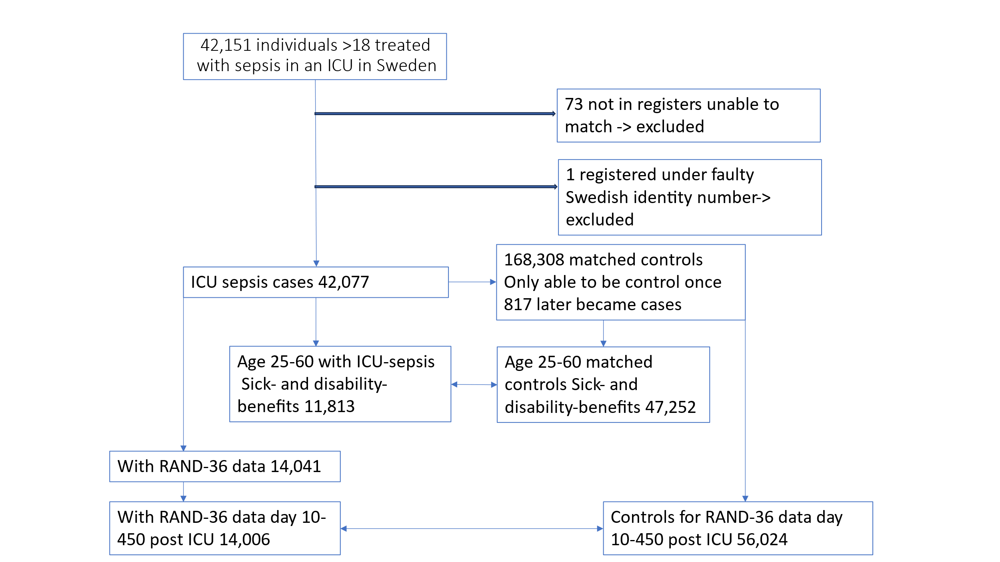 42,151 individuals >18 treated
with sepsis in an ICU in Sweden
73 not in registers unable to
match -> excluded
1 registered under faulty
Swedish identity number->
excluded
168,308 matched controls
Only able to be control once
817 later became cases
ICU sepsis cases 42,077
Age 25-60 with ICU-sepsis
Sick- and disability-
benefits 11,813
Age 25-60 matched
controls Sick- and
disability-benefits 47,252
With RAND-36 data 14,041
With RAND-36 data day 10-
450 post ICU 14,006
Controls for RAND-36 data day
10-450 post ICU 56,024